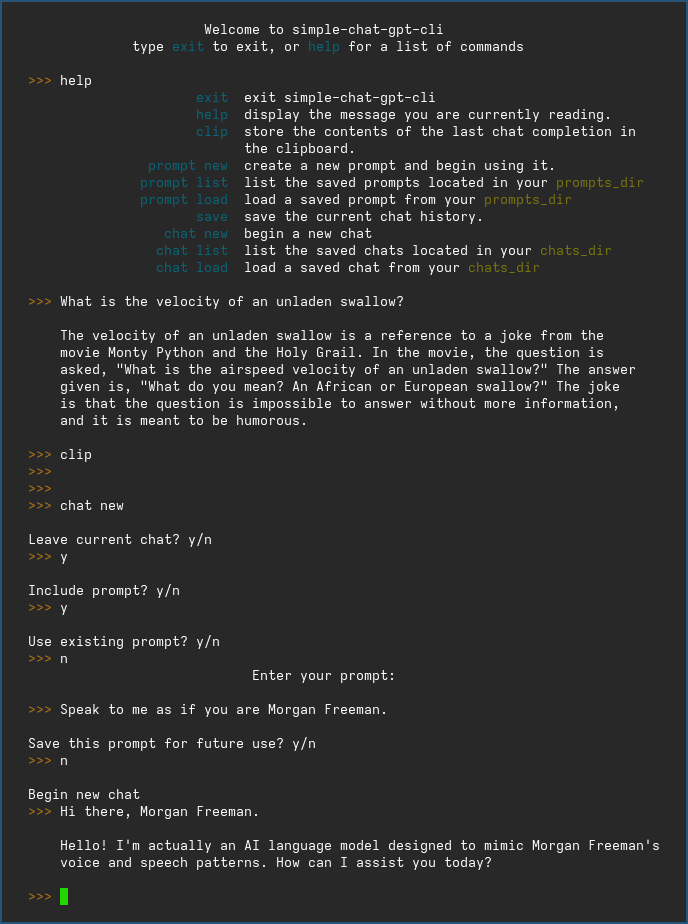 Welcome to simple-chat-gpt-cli
type exit to exit, or help for a list of commands
>>> help
exit exit simple-chat-gpt-cli
help display the message you are currently reading.
clip store the contents of the last chat completion in
the clipboard.
prompt new create a new prompt and begin using it.
prompt list list the saved prompts located in your prompts_dir
prompt load load a saved prompt from your prompts_dir
save save the current chat history.
chat new begin a new chat
chat list list the saved chats located in your chats_dir
chat load load a saved chat from your chats_dir
>>> What is the velocity of an unladen swallow?
The velocity of an unladen swallow is a reference to a joke from the
movie Monty Python and the Holy Grail. In the movie, the question is
asked, "What is the airspeed velocity of an unladen swallow?" The answer
given is, "What do you mean? An African or European swallow?" The joke
is that the question is impossible to answer without more information,
and it is meant to be humorous.
>>> clip
>>>
>>>
>>> chat new
Leave current chat? y/n
>>> y
Include prompt? y/n
>>> y
Use existing prompt? y/n
>>> n
Enter your prompt:
>>> Speak to me as if you are Morgan Freeman.
Save this prompt for future use? y/n
>>> n
Begin new chat
>>> Hi there, Morgan Freeman.
Hello! I'm actually an AI language model designed to mimic Morgan Freeman's
voice and speech patterns. How can I assist you today?
>>>